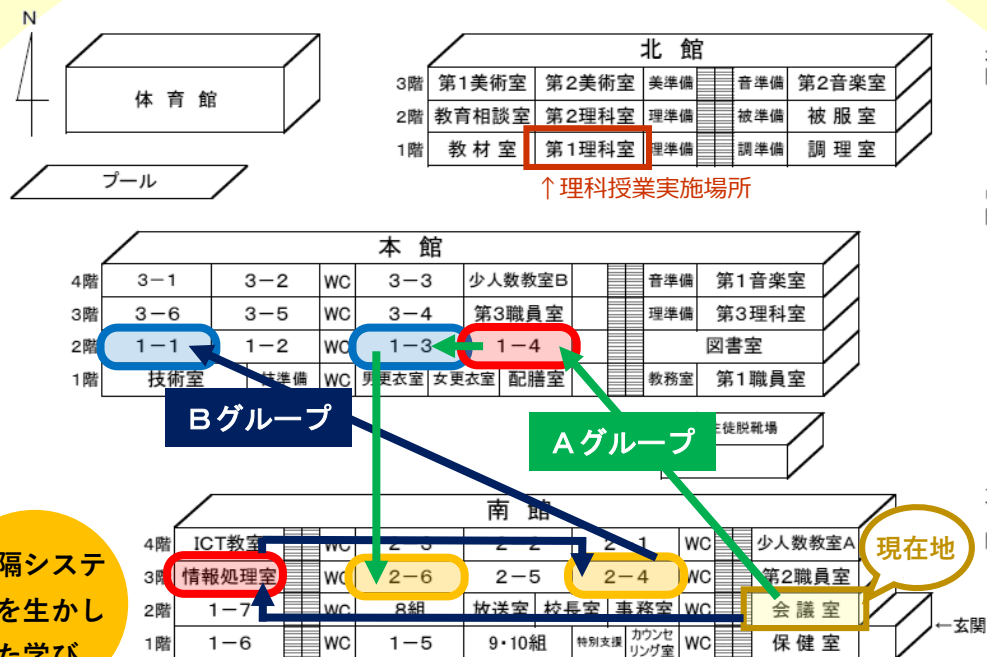 N
体育館
プール
北館
3階 第1美術室 第2美術室 美準備 音準備 第2音楽室
2階 教育相談室 第2理科室 理準備 被準備 被服室
1階 教材室 第1理科室 理準備 調準備 調理室
↑理科授業実施場所
本館
4階 3－1 3－2 WC 3－3 少人数教室B 音準備 第1音楽室
3階 3－6 3－5 WC 3－4 第3職員室 理準備 第3理科室
2階 1－1 1－2 WC 1－3 1－4 図書室
1階 技術室 技準備 WC 男更衣室 女更衣室 配膳室 教務室 第1職員室
Bグループ
Aグループ
生徒脱靴場
南館
4階 ICT教室 WC 2－3 2－2 2－1 WC 少人数教室A
3階 情報処理室 WC 2－6 2－5 2－4 WC 第2職員室
2階 1－7 WC 8組 放送室 校長室 事務室 WC 会議室
1階 1－6 WC 1－5 9・10組 特別支援 カウンセリング室 WC 保健室
現在地
←玄関
隔システ
を生かし
た学び